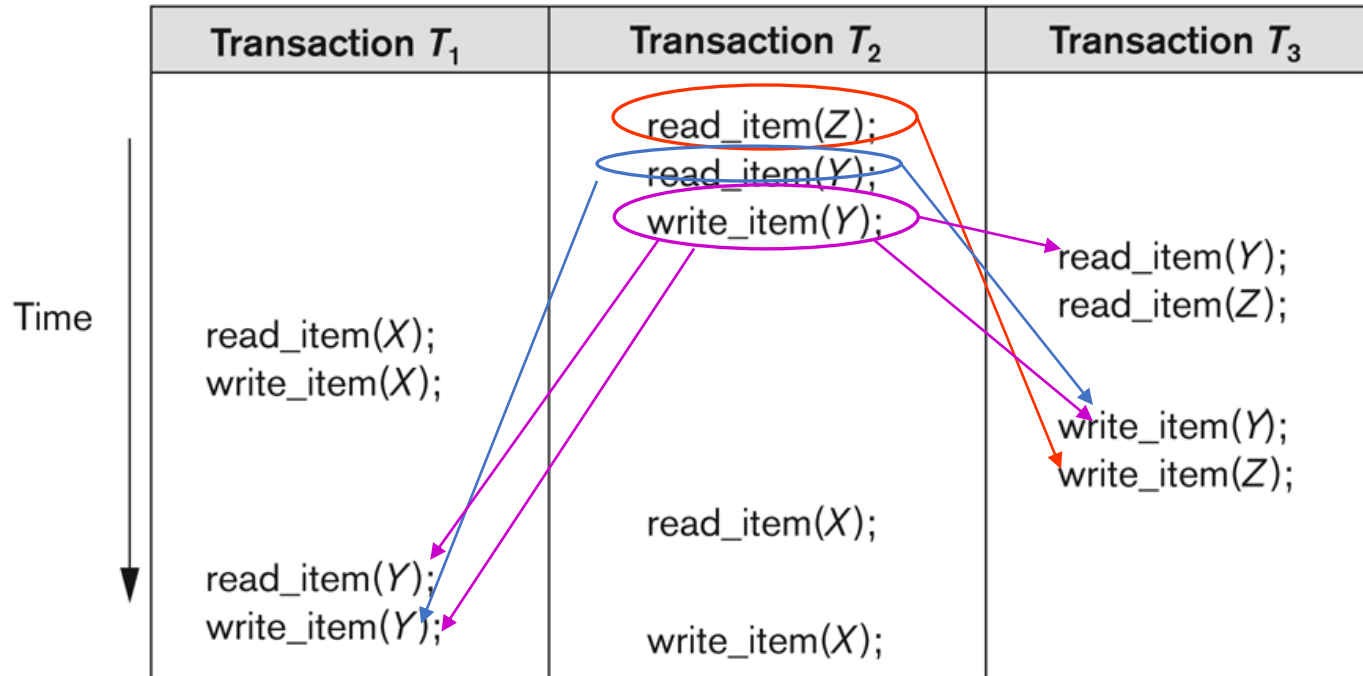 Transaction T1 Transaction T2 Transaction T3
read_item(Z);
read_item(Y);
write_item(Y);
read_item(Y);
read_item(Z);
Time
read_item(X);
write_item(X);
write_item(Y);
write_item(Z);
read_item(X);
read_item(Y);
write_item(Y);
write_item(X);